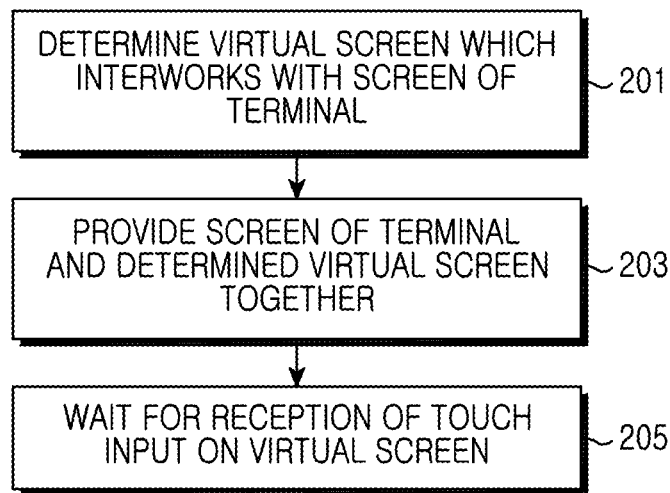 DETERMINE VIRTUAL SCREEN WHICH
INTERWORKS WITH SCREEN OF
TERMINAL
201
PROVIDE SCREEN OF TERMINAL
AND DETERMINED VIRTUAL SCREEN
TOGETHER
203
WAIT FOR RECEPTION OF TOUCH
INPUT ON VIRTUAL SCREEN
205